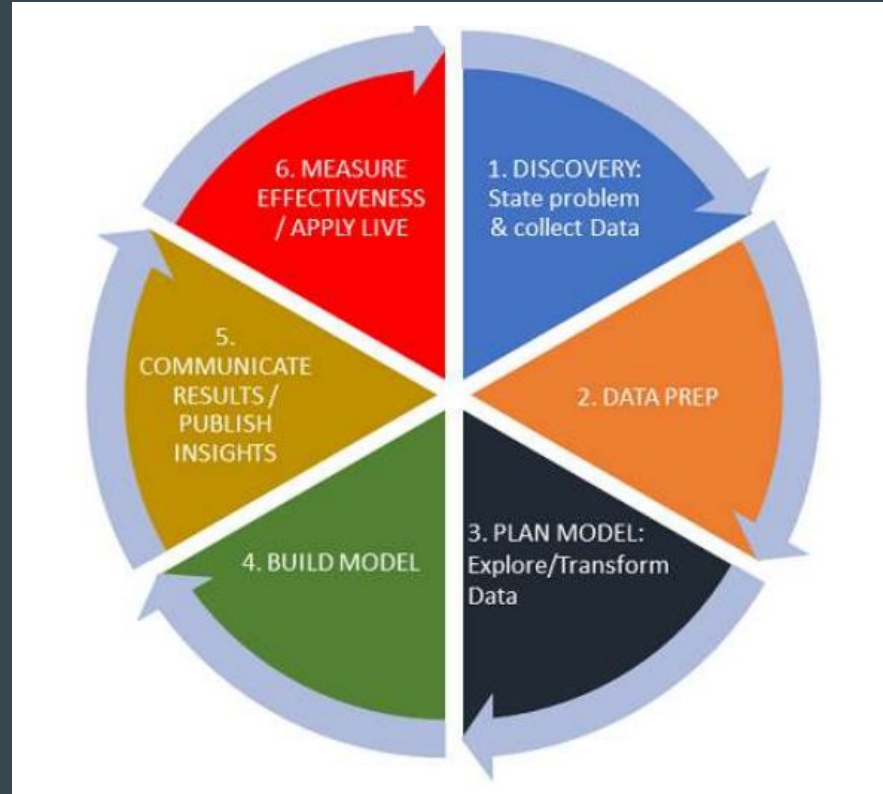 1. DISCOVERY:
State problem
& collect Data
2. DATA PREP
3. PLAN MODEL:
Explore/Transform
Data
4. BUILD MODEL
5.
COMMUNICATE
RESULTS /
PUBLISH
INSIGHTS
6. MEASURE
EFFECTIVENESS
/ APPLY LIVE